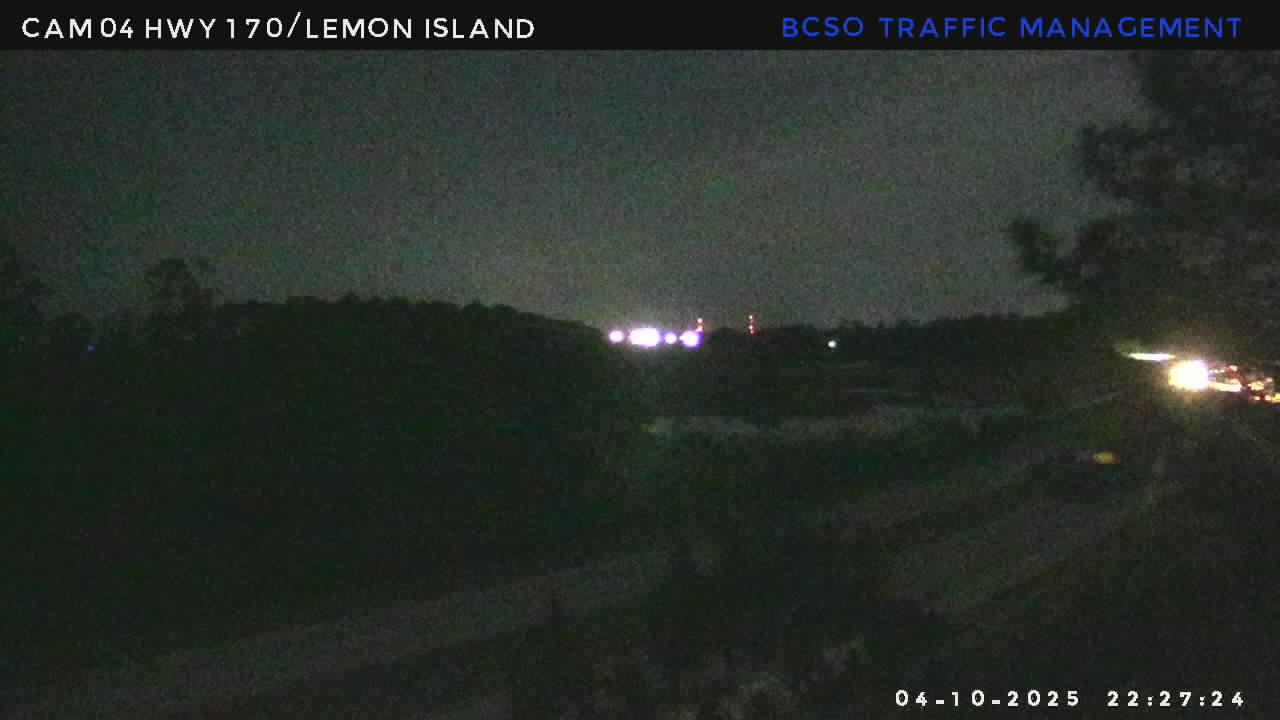 CAM04 HWY 170/LEMON ISLAND
BCSO TRAFFIC MANAGEMENT
04-10-2025 22:27:24